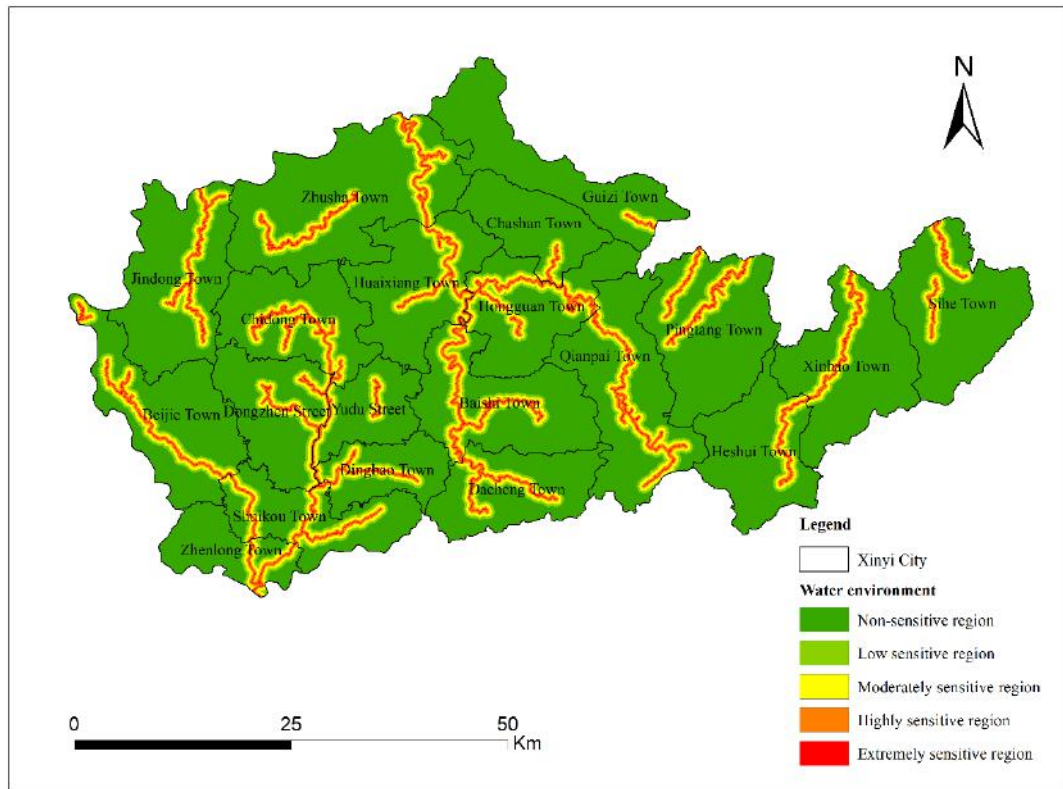 N
Zhusha Town
Guizi Town
Chashan Town
Jindong Town
Huaixiang Town
Hongguan Town
Sihe Town
Chidong Town
Pingtang Town
Qianpai Town
Xinbao Town
Beijie Town
Dongzhen Street
Yudu Street
Baishi Town
Heshui Town
Dinghao Town
Dacheng Town
Shuikou Town
Zhenlong Town
Legend
Xinyi City
Water environment
Non-sensitive region
Low sensitive region
Moderately sensitive region
Highly sensitive region
Extremely sensitive region
0 25 50
Km